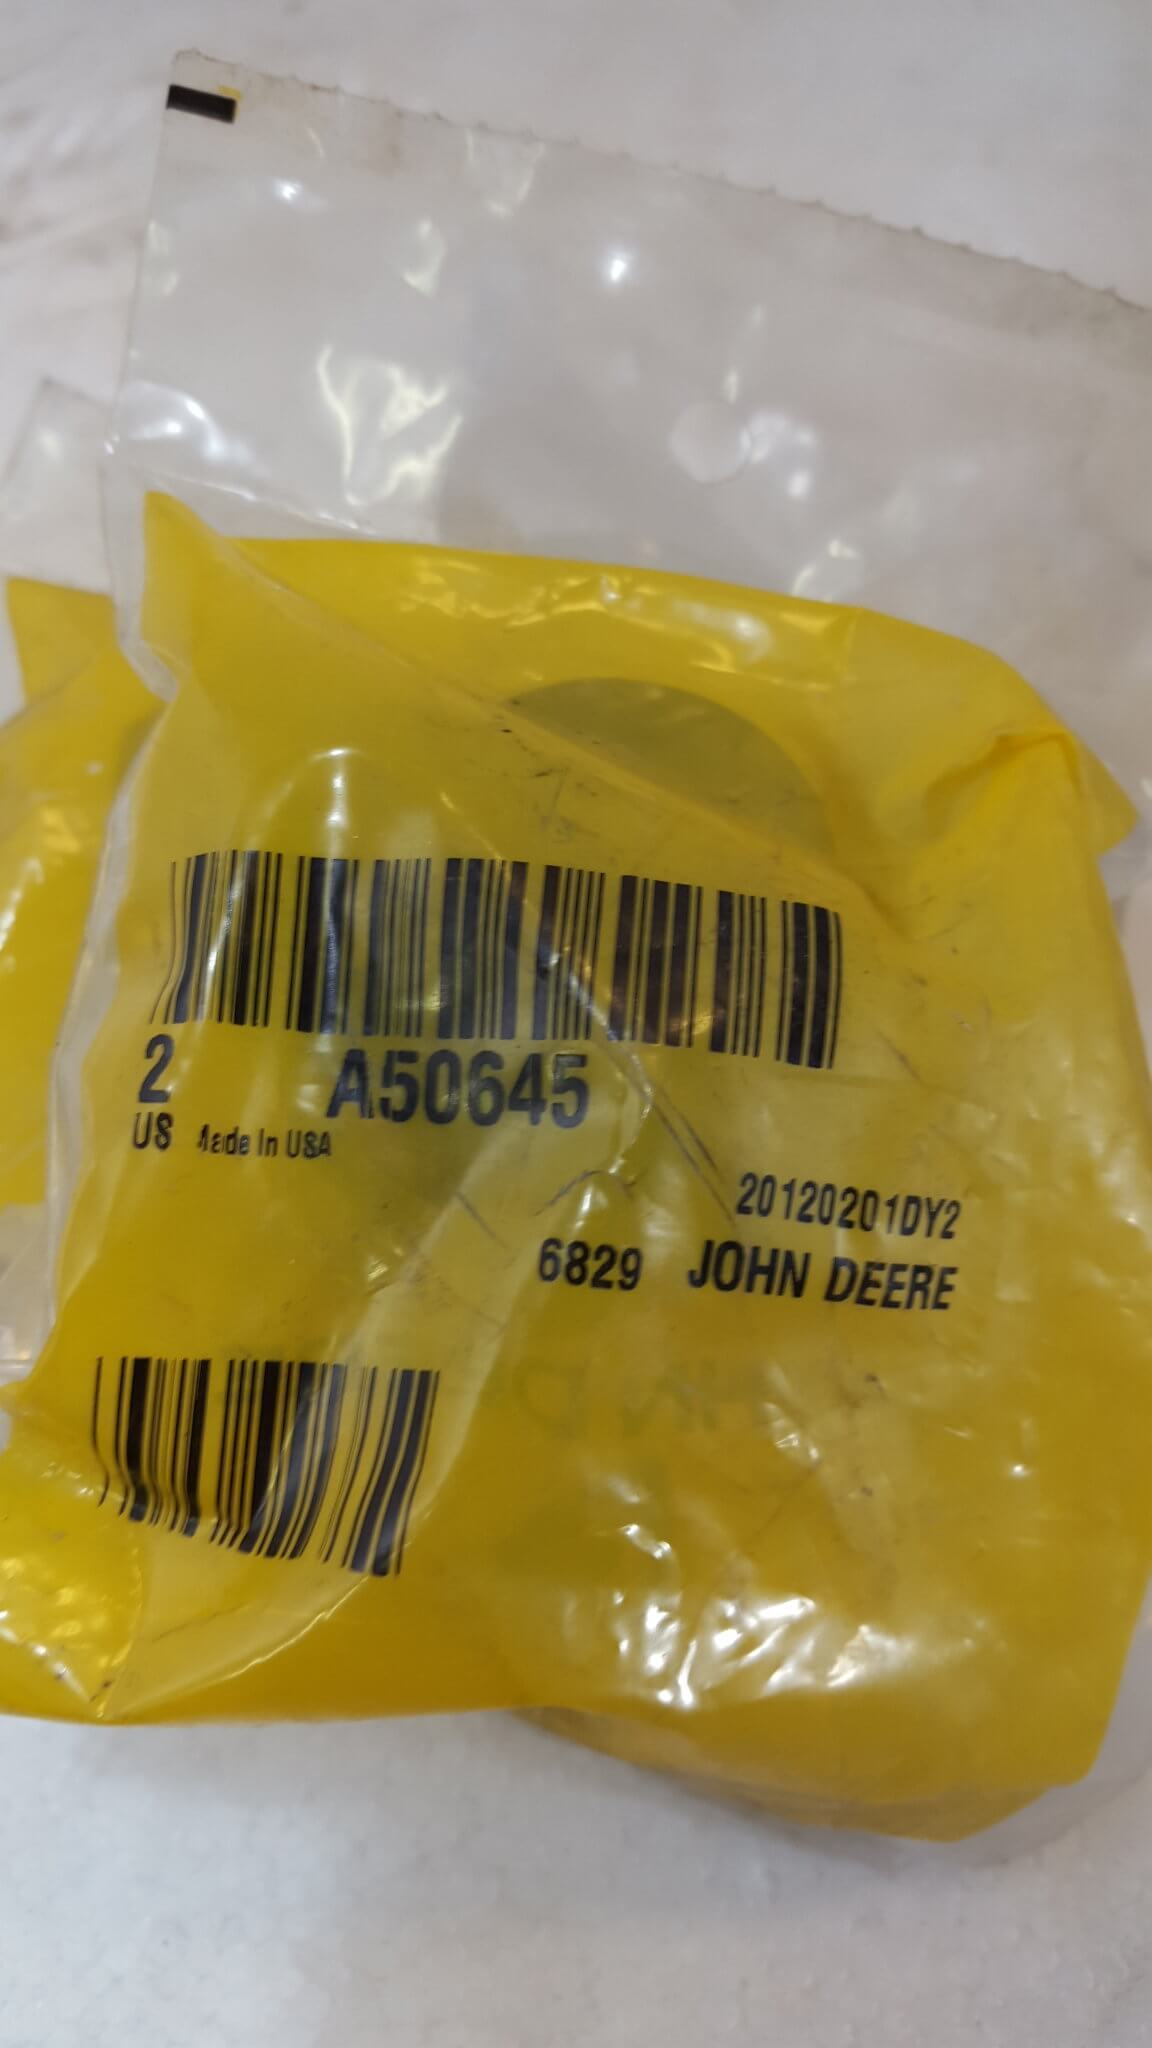 2 A50645
US Made In USA
20120201DY2
6829 JOHN DEERE